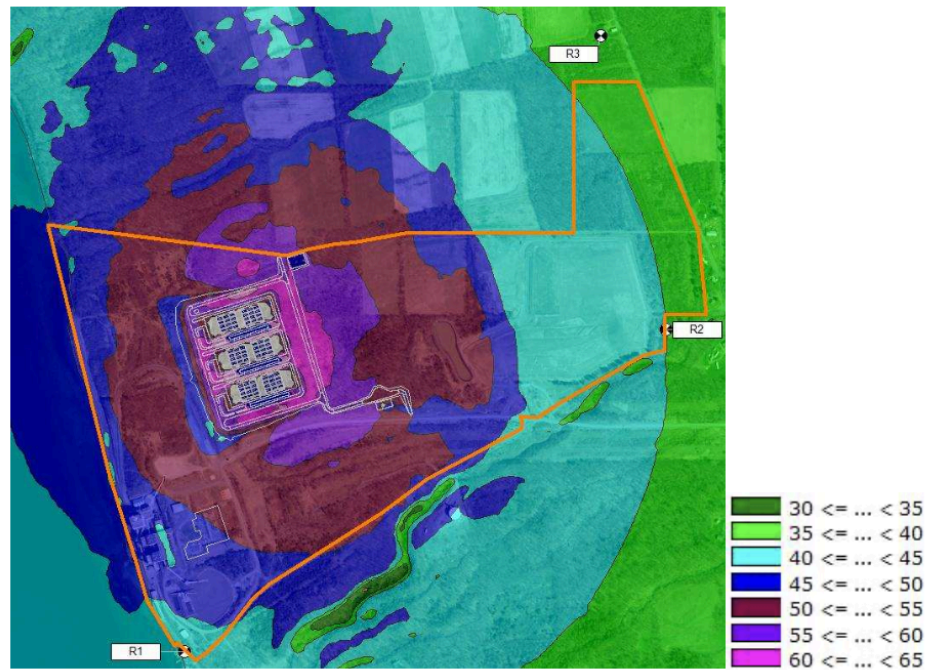 R3
R2
R1
30 <= ... < 35
35 <= ... < 40
40 <= ... < 45
45 <= ... < 50
50 <= ... < 55
55 <= ... < 60
60 <= ... < 65